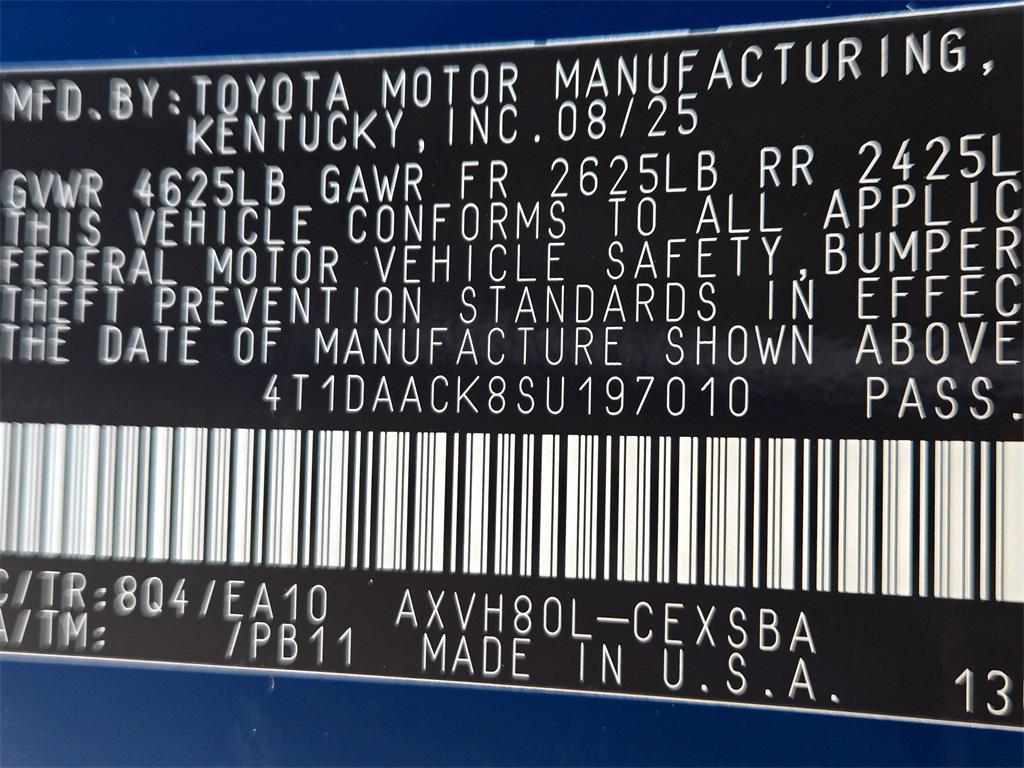 MFD. BY: TOYOTA MOTOR MANUFACTURING,
KENTUCKY, INC. 08/25
GVWR 4625LB GAWR FR 2625LB RR 2425L
THIS VEHICLE CONFORMS TO ALL APPLIC
FEDERAL MOTOR VEHICLE SAFETY, BUMPER
THEFT PREVENTION STANDARDS IN EFFEC
THE DATE OF MANUFACTURE SHOWN ABOVE
4T1DAACK8SU197010 PASS.
C/TR:8Q4/EA10 AXVH80L-CEXSBA
A/TM: /PB11 MADE IN U.S.A. 13